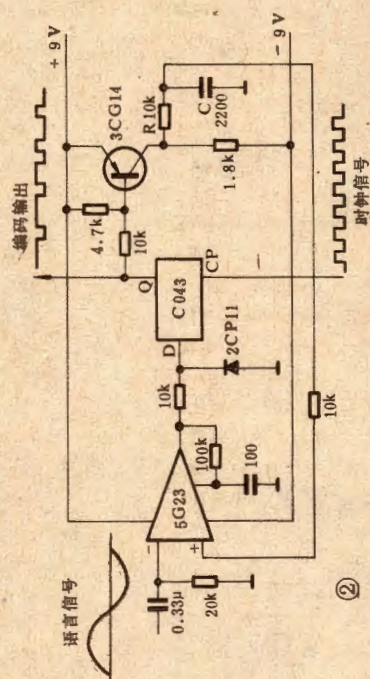 语言信号
0.33μ
20k
−
+
5G23
100k
100
10k
2CP11
D
C043
Q
CP
编码输出
+9V
4.7k
10k
3CG14
R10k
C
2200
1.8k
−9V
时钟信号
10k
②